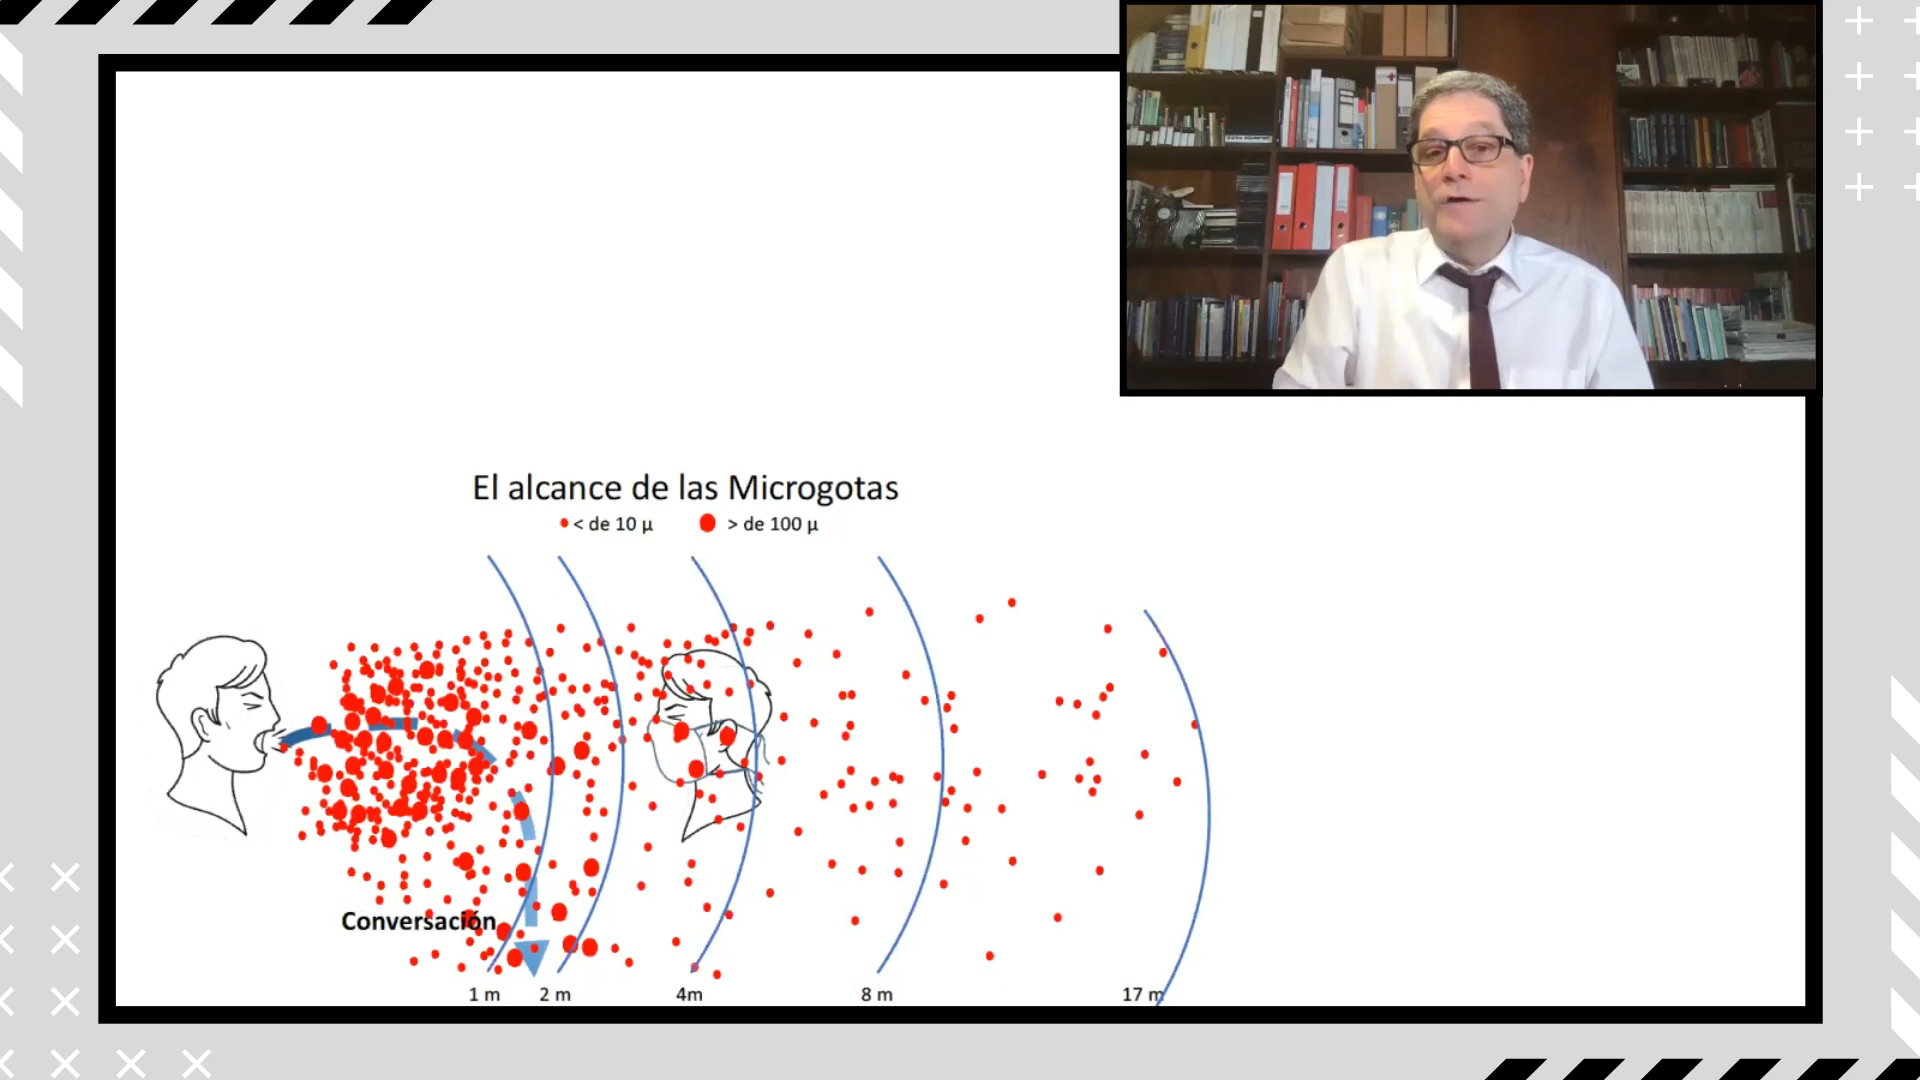 El alcance de las Microgotas
< de 10 µ
> de 100 µ
Conversación
1 m
2 m
4m
8 m
17 m